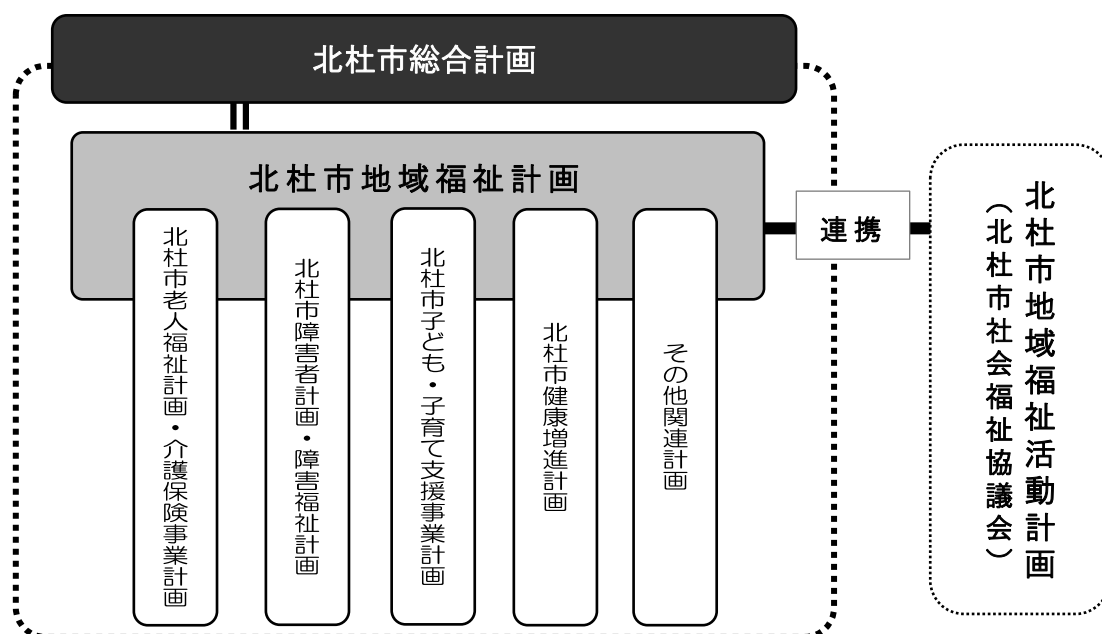 北杜市総合計画
北杜市地域福祉計画
北杜市老人福祉計画・介護保険事業計画
北杜市障害者計画・障害福祉計画
北杜市子ども・子育て支援事業計画
北杜市健康増進計画
その他関連計画
連携
北杜市地域福祉活動計画
（北杜市社会福祉協議会）